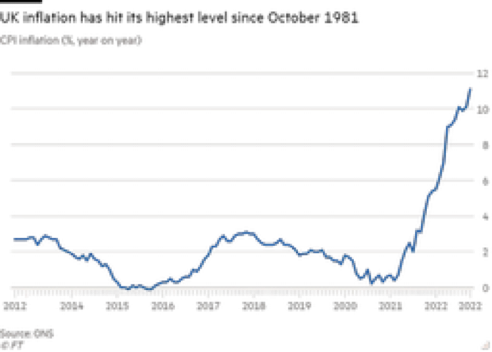 UK inflation has hit its highest level since October 1981
CPI inflation (%, year on year)
12
10
8
6
4
2
0
2012 2014 2015 2016 2017 2018 2019 2020 2021 2022 2022
Source: ONS
© FT